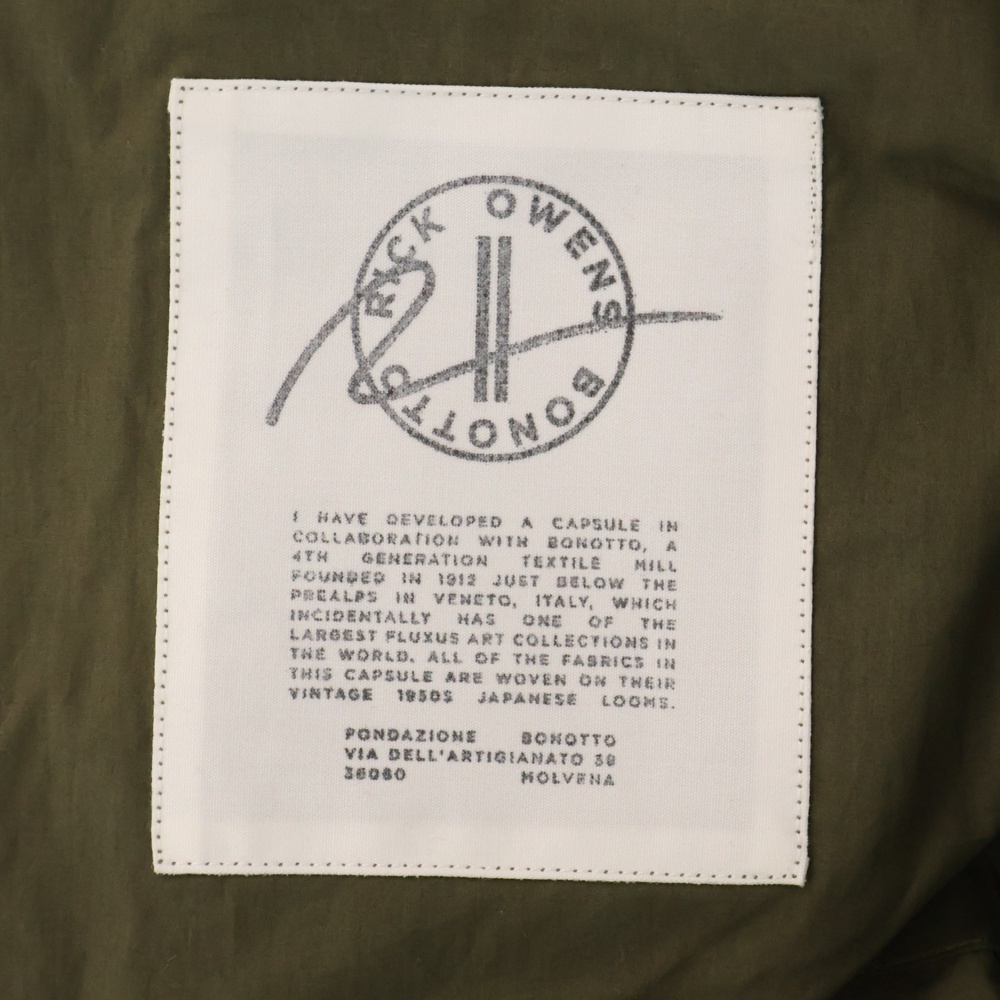 RICK OWENS
BONOTTO
I HAVE DEVELOPED A CAPSULE IN
COLLABORATION WITH BONOTTO, A
4TH GENERATION TEXTILE MILL
FOUNDED IN 1912 JUST BELOW THE
PREALPS IN VENETO, ITALY, WHICH
INCIDENTALLY HAS ONE OF THE
LARGEST FLUXUS ART COLLECTIONS IN
THE WORLD. ALL OF THE FABRICS IN
THIS CAPSULE ARE WOVEN ON THEIR
VINTAGE 1950S JAPANESE LOOMS.
FONDAZIONE BONOTTO
VIA DELL'ARTIGIANATO 39
36060 MOLVENA